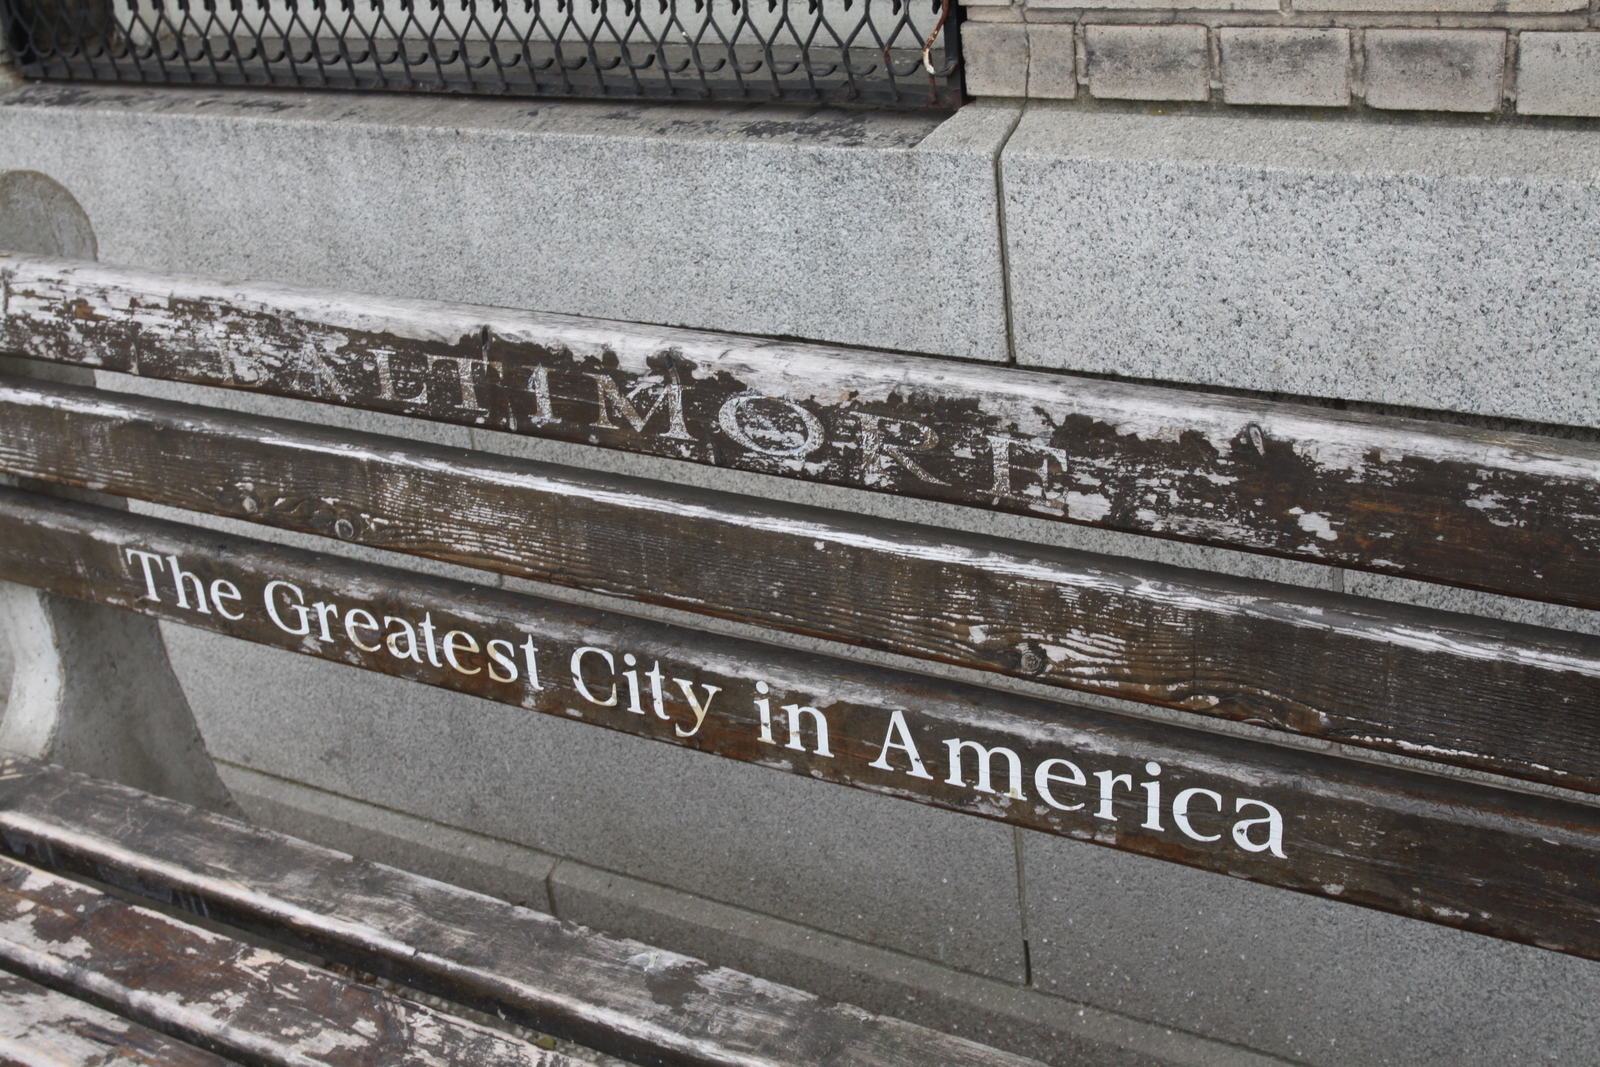 BALTIMORE
The Greatest City in America